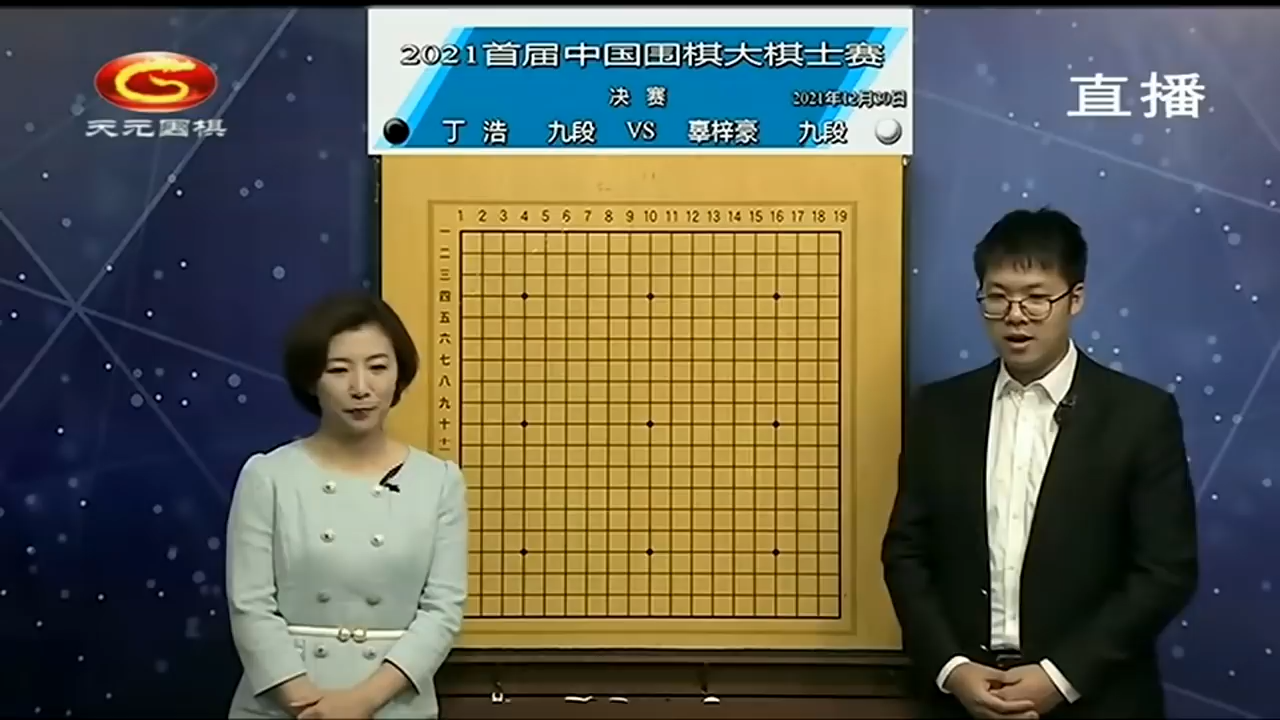 2021首届中国围棋大棋士赛
决 赛
2021年12月30日
丁 浩 九段 VS 辜梓豪 九段
天元围棋
直播
1 2 3 4 5 6 7 8 9 10 11 12 13 14 15 16 17 18 19
一
二
三
四
五
六
七
八
九
十
十一